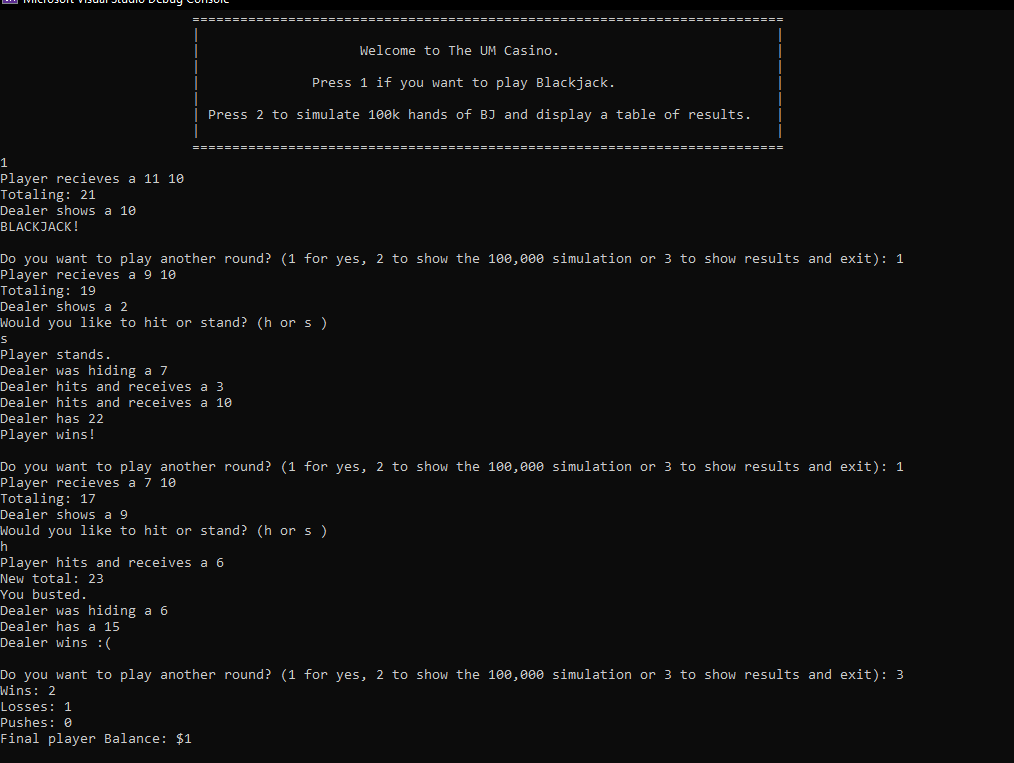 Microsoft Visual Studio Debug Console
==========================================================================
|                                                                        |
|                    Welcome to The UM Casino.                           |
|                                                                        |
|              Press 1 if you want to play Blackjack.                    |
|                                                                        |
| Press 2 to simulate 100k hands of BJ and display a table of results.   |
|                                                                        |
==========================================================================
1
Player recieves a 11 10
Totaling: 21
Dealer shows a 10
BLACKJACK!
Do you want to play another round? (1 for yes, 2 to show the 100,000 simulation or 3 to show results and exit): 1
Player recieves a 9 10
Totaling: 19
Dealer shows a 2
Would you like to hit or stand? (h or s )
s
Player stands.
Dealer was hiding a 7
Dealer hits and receives a 3
Dealer hits and receives a 10
Dealer has 22
Player wins!
Do you want to play another round? (1 for yes, 2 to show the 100,000 simulation or 3 to show results and exit): 1
Player recieves a 7 10
Totaling: 17
Dealer shows a 9
Would you like to hit or stand? (h or s )
h
Player hits and receives a 6
New total: 23
You busted.
Dealer was hiding a 6
Dealer has a 15
Dealer wins :(
Do you want to play another round? (1 for yes, 2 to show the 100,000 simulation or 3 to show results and exit): 3
Wins: 2
Losses: 1
Pushes: 0
Final player Balance: $1